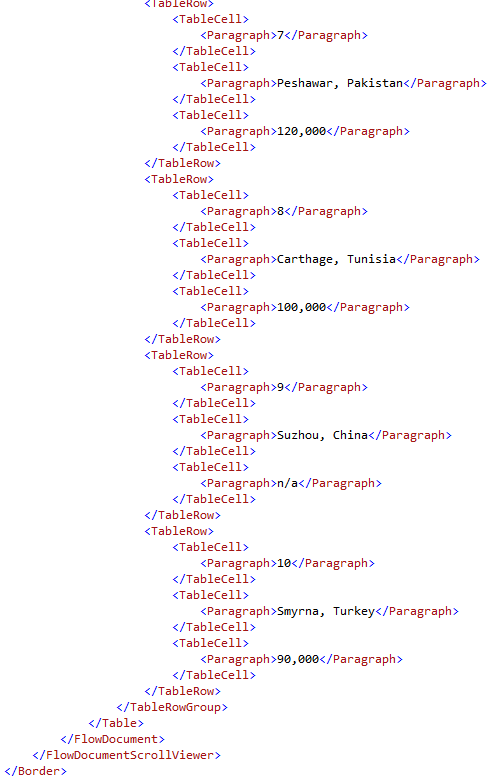 <TableRow>
<TableCell>
<Paragraph>7</Paragraph>
</TableCell>
<TableCell>
<Paragraph>Peshawar, Pakistan</Paragraph>
</TableCell>
<TableCell>
<Paragraph>120,000</Paragraph>
</TableCell>
</TableRow>
<TableRow>
<TableCell>
<Paragraph>8</Paragraph>
</TableCell>
<TableCell>
<Paragraph>Carthage, Tunisia</Paragraph>
</TableCell>
<TableCell>
<Paragraph>100,000</Paragraph>
</TableCell>
</TableRow>
<TableRow>
<TableCell>
<Paragraph>9</Paragraph>
</TableCell>
<TableCell>
<Paragraph>Suzhou, China</Paragraph>
</TableCell>
<TableCell>
<Paragraph>n/a</Paragraph>
</TableCell>
</TableRow>
<TableRow>
<TableCell>
<Paragraph>10</Paragraph>
</TableCell>
<TableCell>
<Paragraph>Smyrna, Turkey</Paragraph>
</TableCell>
<TableCell>
<Paragraph>90,000</Paragraph>
</TableCell>
</TableRow>
</TableRowGroup>
</Table>
</FlowDocument>
</FlowDocumentScrollViewer>
</Border>